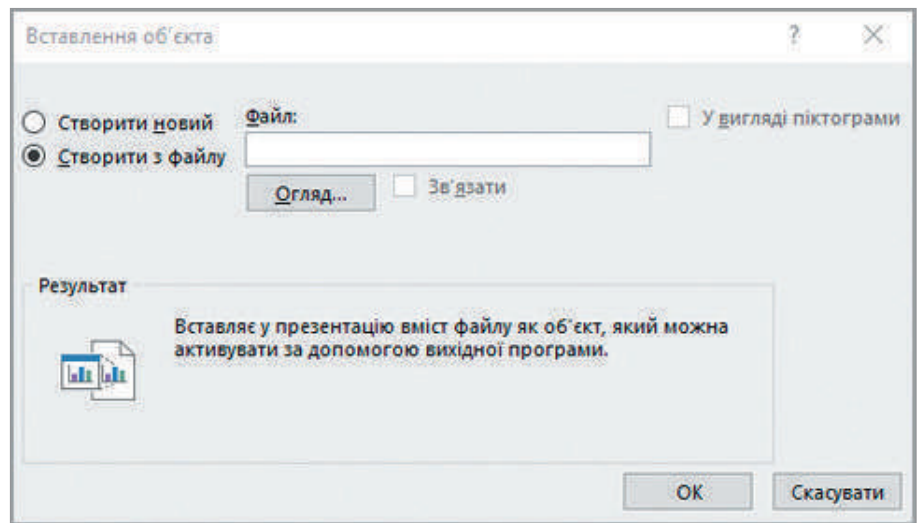 Вставлення об'єкта ?
Створити новий
Створити з файлу
Файл:
Огляд...
Зв'язати
У вигляді піктограми
Результат
Вставляє у презентацію вміст файлу як об'єкт, який можна
активувати за допомогою вихідної програми.
ОК
Скасувати